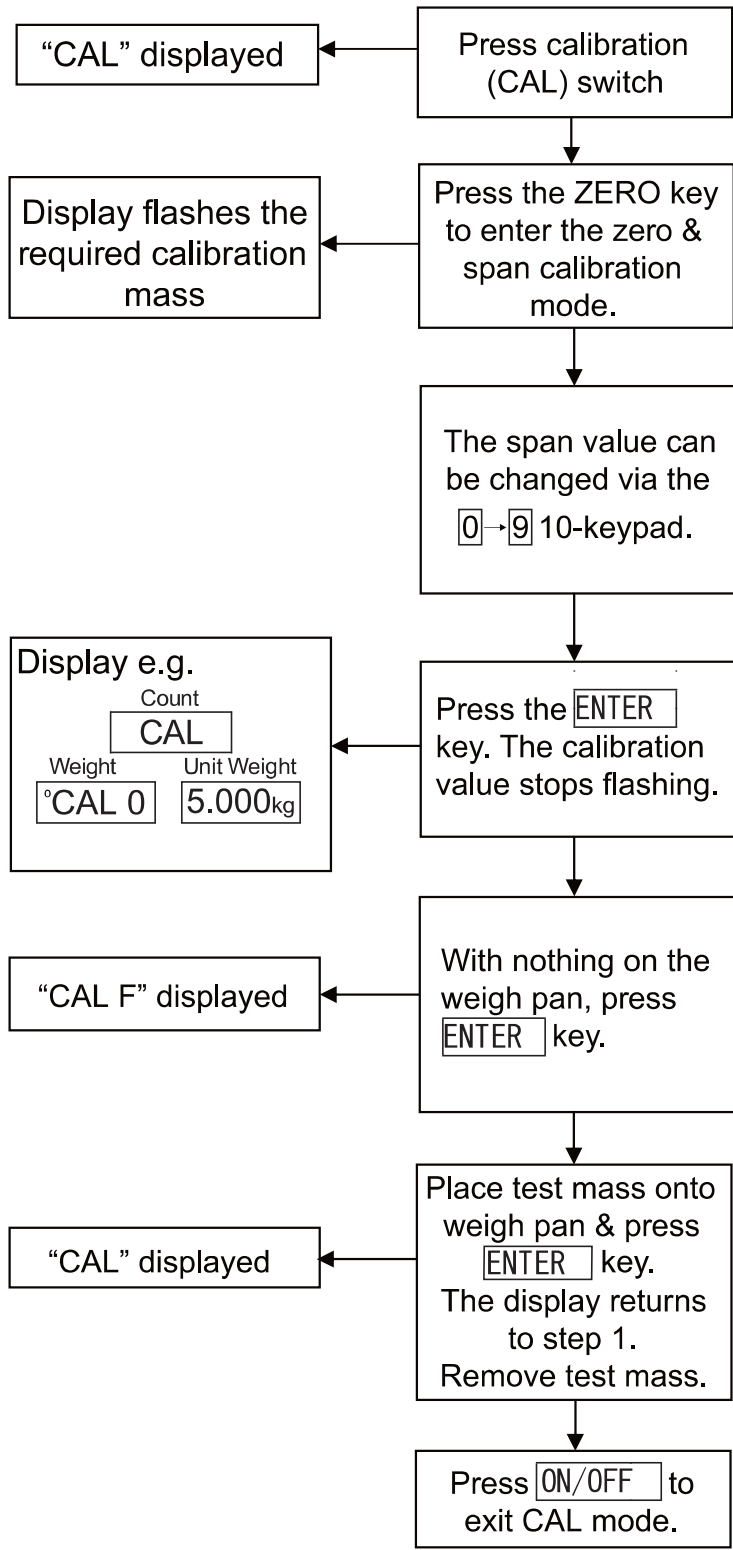 “CAL” displayed
Press calibration
(CAL) switch
Display flashes the
required calibration
mass
Press the ZERO key
to enter the zero &
span calibration
mode.
The span value can
be changed via the
0→9 10-keypad.
Display e.g.
Count
CAL
Weight Unit Weight
°CAL 0 5.000kg
Press the ENTER
key. The calibration
value stops flashing.
“CAL F” displayed
With nothing on the
weigh pan, press
ENTER key.
“CAL” displayed
Place test mass onto
weigh pan & press
ENTER key.
The display returns
to step 1.
Remove test mass.
Press ON/OFF to
exit CAL mode.